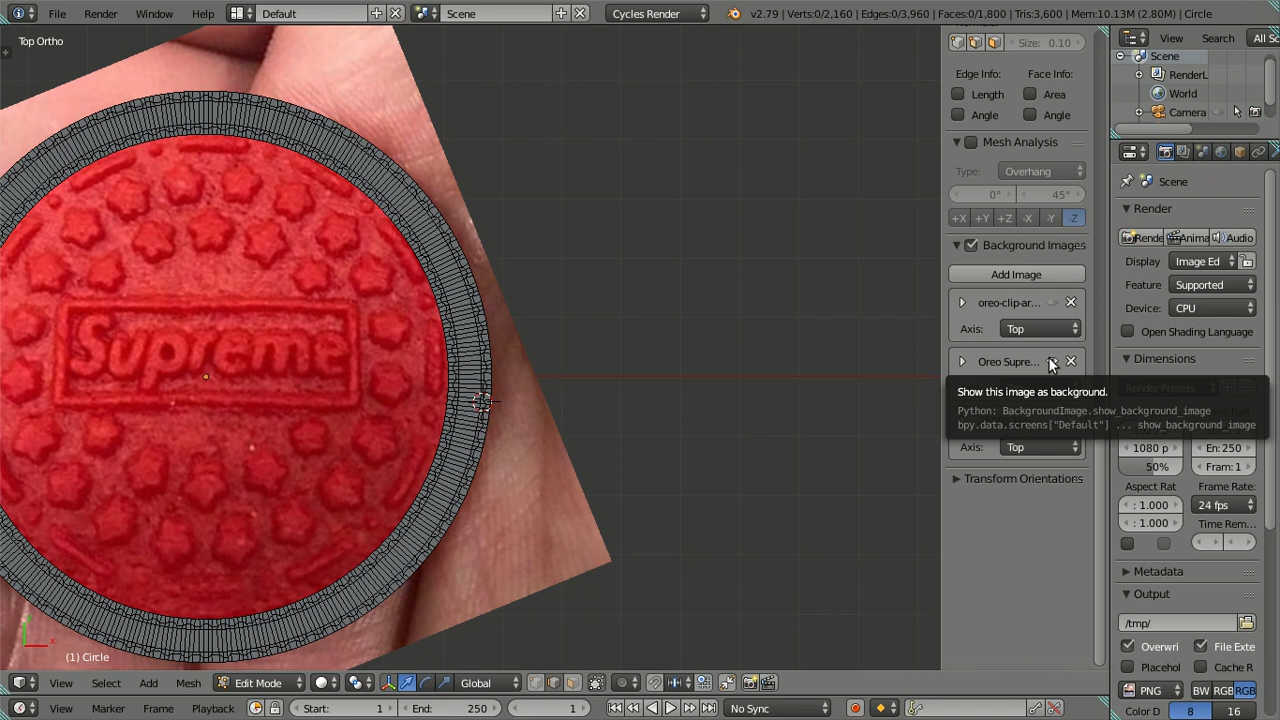 File Render Window Help Default Scene Cycles Render v2.79 | Verts:0/2,160 | Edges:0/3,960 | Faces:0/1,800 | Tris:3,600 | Mem:10.13M (2.80M) | Circle
Top Ortho
Supreme
(1) Circle
Size: 0.10
Edge Info: Face Info:
Length Area
Angle Angle
Mesh Analysis
Type: Overhang
0° 45°
+X +Y +Z -X -Y -Z
Background Images
Add Image
oreo-clip-ar...
Axis: Top
Oreo Supre...
Show this image as background.
Python: BackgroundImage.show_background_image
bpy.data.screens["Default"] ... show_background_image
Axis: Top
Transform Orientations
View Search All Sc
Scene
RenderL
World
Camera
Scene
Render
Rende Anima Audio
Display Image Ed
Feature Supported
Device: CPU
Open Shading Language
Dimensions
Render Presets
1080 p En: 250
50% Fram: 1
Aspect Rat Frame Rate:
: 1.000 24 fps
: 1.000 Time Rem...
Metadata
Output
/tmp/
Overwri File Exte
Placehol Cache R
PNG BW RGB RGB
Color D 8 16
View Select Add Mesh Edit Mode Global
View Marker Frame Playback Start: 1 End: 250 1 No Sync